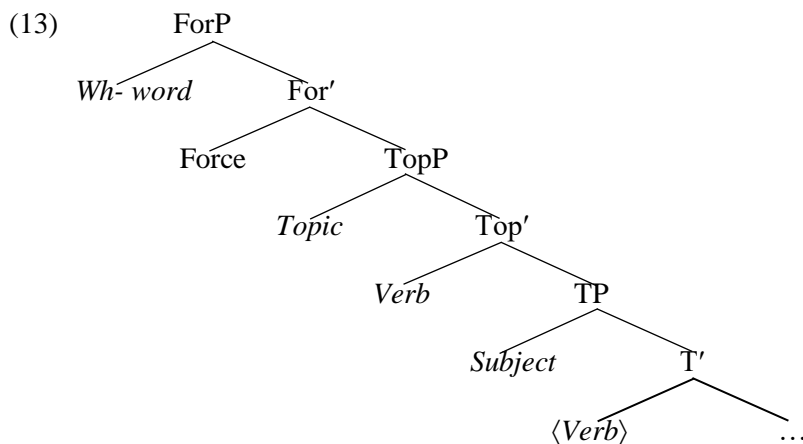 (13) ForP
Wh- word For′
Force TopP
Topic Top′
Verb TP
Subject T′
⟨Verb⟩ …